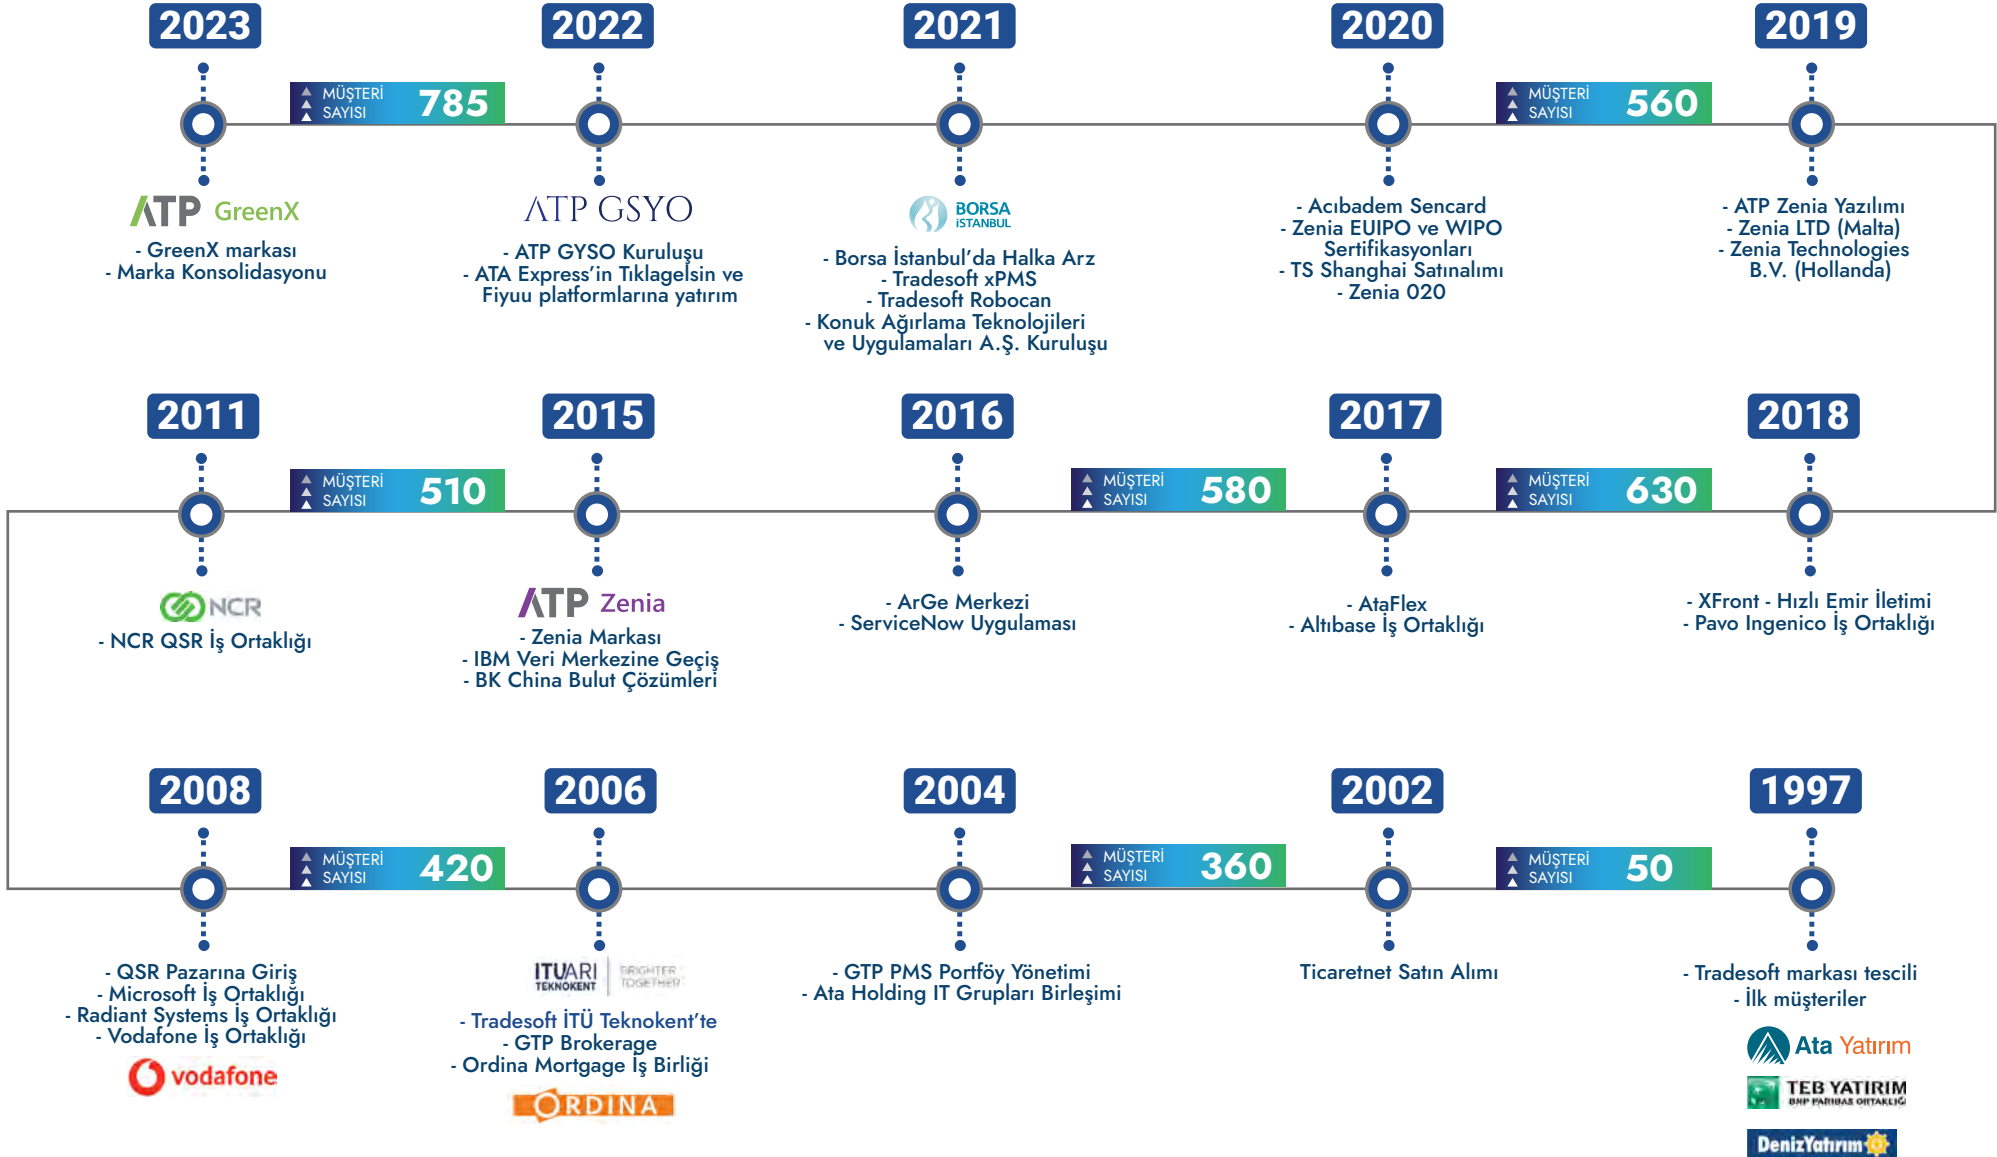 2023
MÜŞTERİ
SAYISI
785
ATP GreenX
- GreenX markası
- Marka Konsolidasyonu
2022
ATP GSYO
- ATP GYSO Kuruluşu
- ATA Express’in Tıklagelsin ve
Fiyuu platformlarına yatırım
2021
BORSA
İSTANBUL
- Borsa İstanbul’da Halka Arz
- Tradesoft xPMS
- Tradesoft Robocan
- Konuk Ağırlama Teknolojileri
ve Uygulamaları A.Ş. Kuruluşu
2020
MÜŞTERİ
SAYISI
560
- Acıbadem Sencard
- Zenia EUIPO ve WIPO
Sertifikasyonları
- TS Shanghai Satınalımı
- Zenia 020
2019
- ATP Zenia Yazılımı
- Zenia LTD (Malta)
- Zenia Technologies
B.V. (Hollanda)
2011
MÜŞTERİ
SAYISI
510
NCR
- NCR QSR İş Ortaklığı
2015
ATP Zenia
- Zenia Markası
- IBM Veri Merkezine Geçiş
- BK China Bulut Çözümleri
2016
- ArGe Merkezi
- ServiceNow Uygulaması
MÜŞTERİ
SAYISI
580
2017
- AtaFlex
- Altıbase İş Ortaklığı
MÜŞTERİ
SAYISI
630
2018
- XFront - Hızlı Emir İletimi
- Pavo Ingenico İş Ortaklığı
2008
- QSR Pazarına Giriş
- Microsoft İş Ortaklığı
- Radiant Systems İş Ortaklığı
- Vodafone İş Ortaklığı
vodafone
MÜŞTERİ
SAYISI
420
2006
ITUARI
TEKNOKENT
BRIGHTER
TOGETHER
- Tradesoft İTÜ Teknokent’te
- GTP Brokerage
- Ordina Mortgage İş Birliği
ORDINA
2004
- GTP PMS Portföy Yönetimi
- Ata Holding IT Grupları Birleşimi
MÜŞTERİ
SAYISI
360
2002
Ticaretnet Satın Alımı
MÜŞTERİ
SAYISI
50
1997
- Tradesoft markası tescili
- İlk müşteriler
Ata Yatırım
TEB YATIRIM
BNP PARIBAS ORTAKLIĞI
DenizYatırım